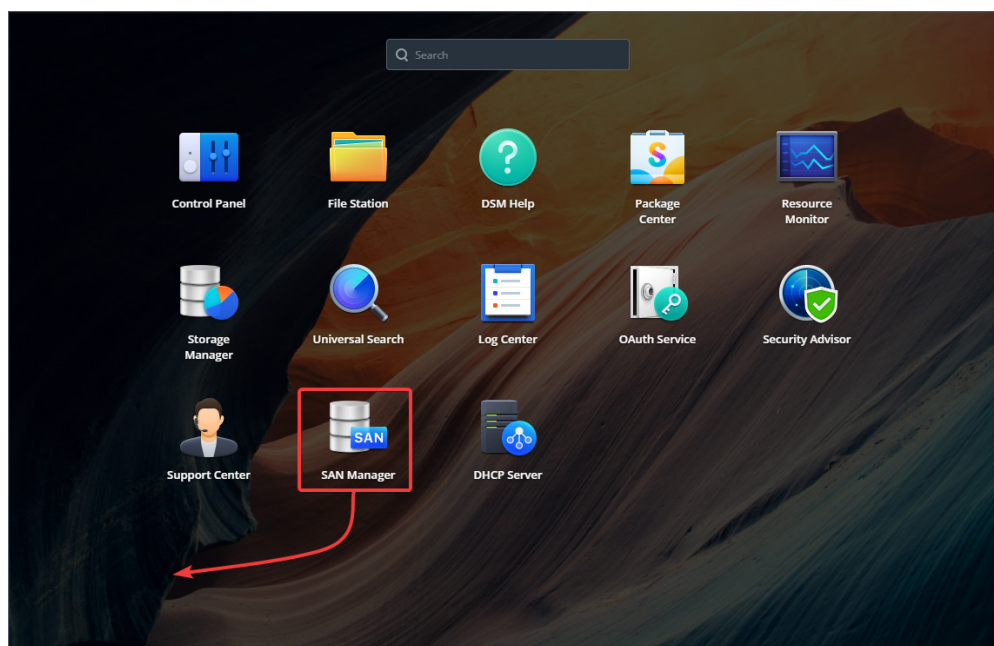 Search
Control Panel
File Station
DSM Help
Package
Center
Resource
Monitor
Storage
Manager
Universal Search
Log Center
OAuth Service
Security Advisor
Support Center
SAN
SAN Manager
DHCP Server